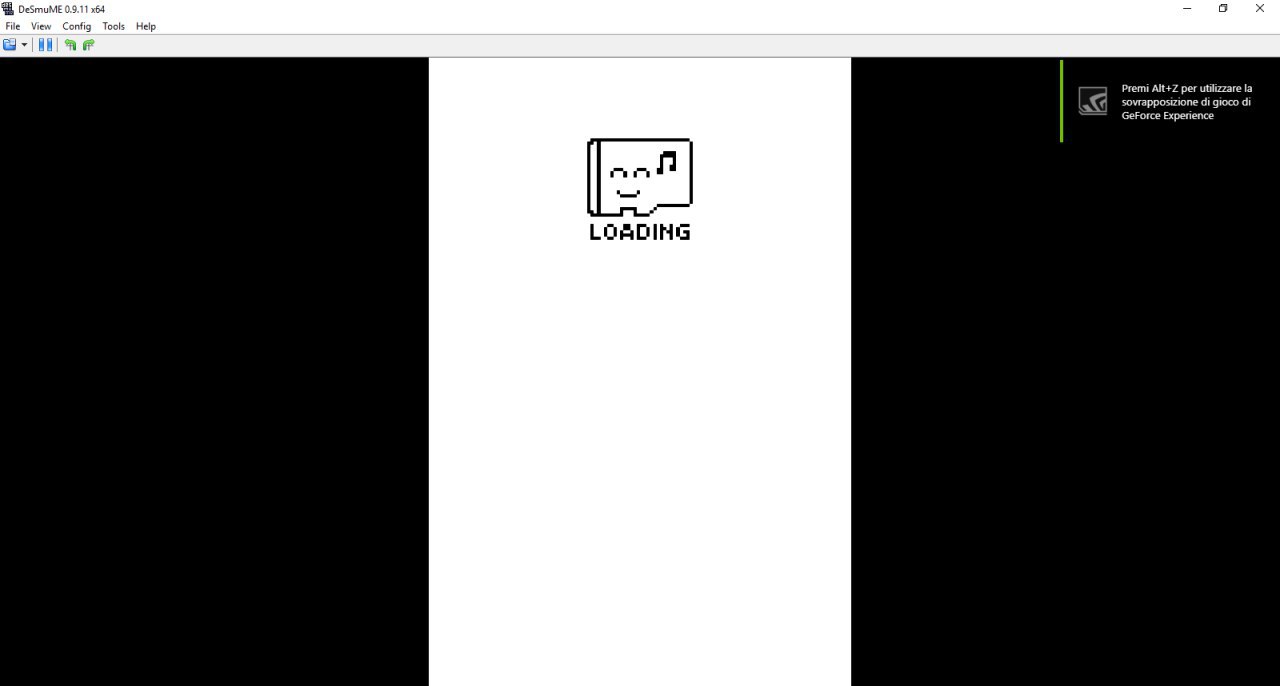 DeSmuME 0.9.11 x64
File View Config Tools Help
Premi Alt+Z per utilizzare la
sovrapposizione di gioco di
GeForce Experience
LOADING